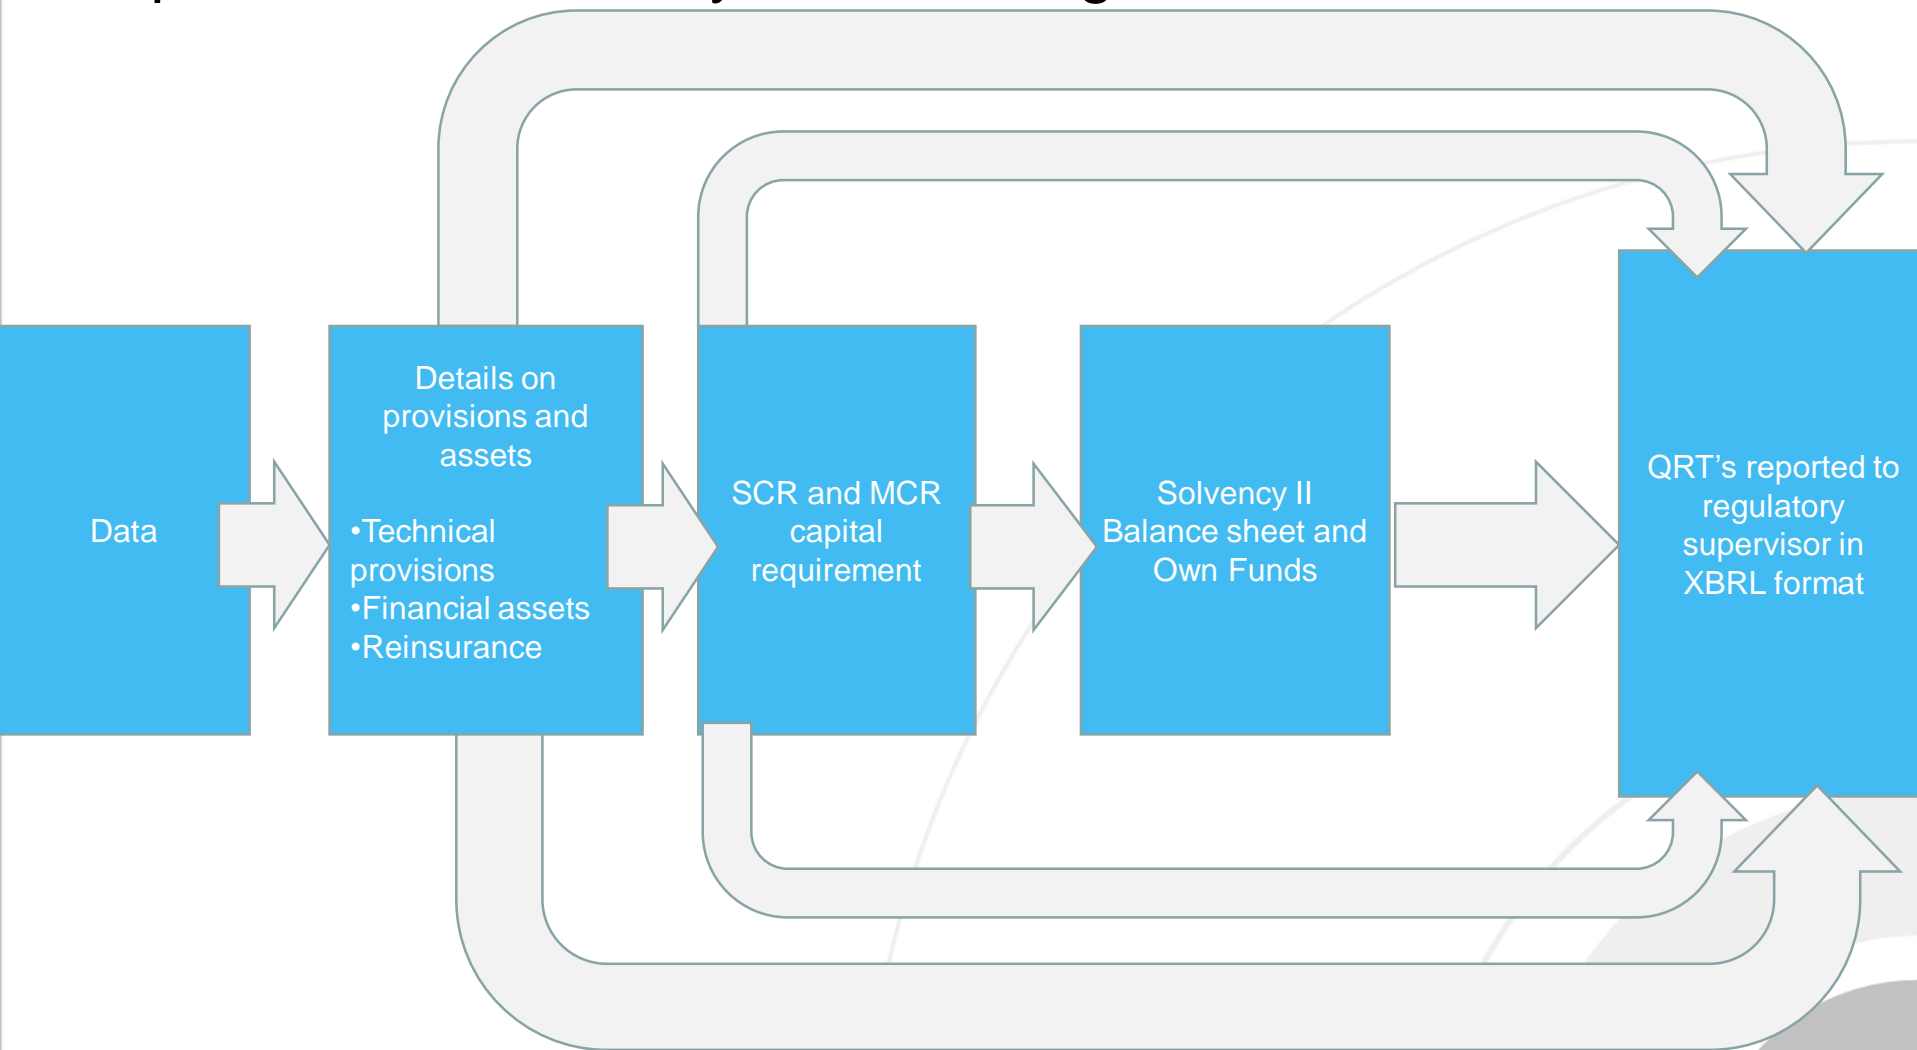 Data
Details on
provisions and
assets
•Technical
provisions
•Financial assets
•Reinsurance
SCR and MCR
capital
requirement
Solvency II
Balance sheet and
Own Funds
QRT's reported to
regulatory
supervisor in
XBRL format